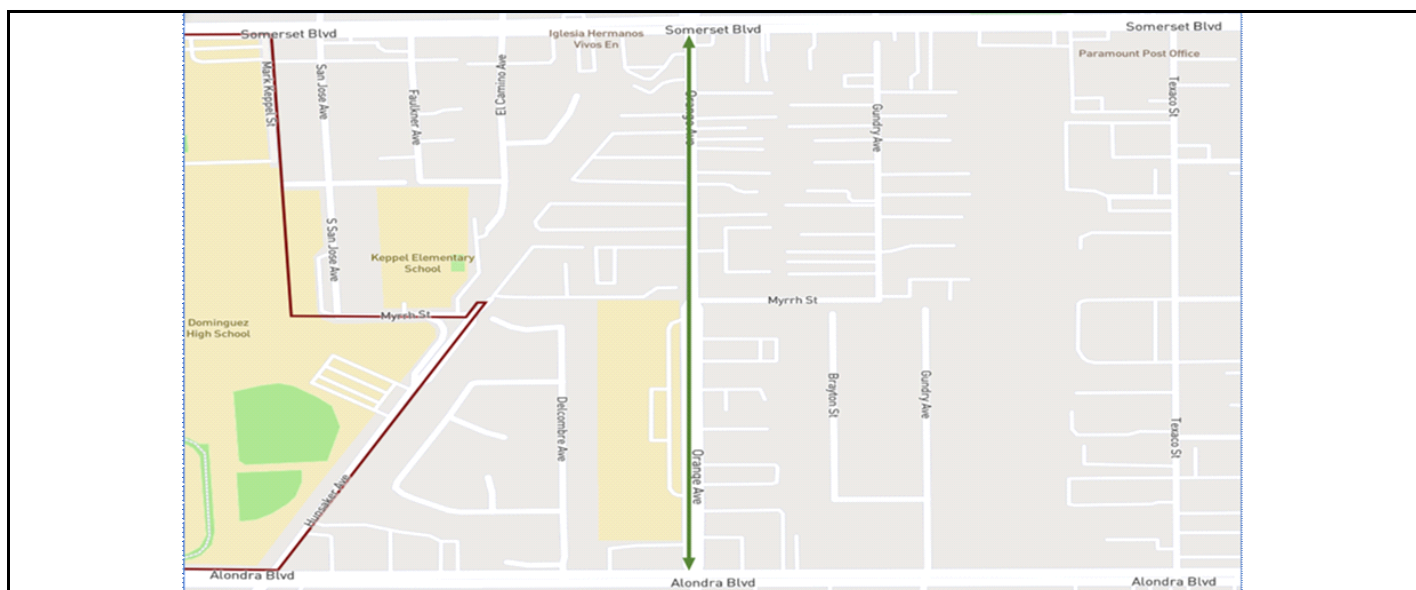 Somerset Blvd
Iglesia Hermanos
Vivos En
Somerset Blvd
Somerset Blvd
Paramount Post Office
Mark Keppel St
San Jose Ave
Faulkner Ave
El Camino Ave
Orange Ave
Gundry Ave
Texaco St
S San Jose Ave
Keppel Elementary
School
Myrrh St
Myrrh St
Dominguez
High School
Delcombre Ave
Brayton St
Gundry Ave
Texaco St
Orange Ave
Hunsaker Ave
Alondra Blvd
Alondra Blvd
Alondra Blvd